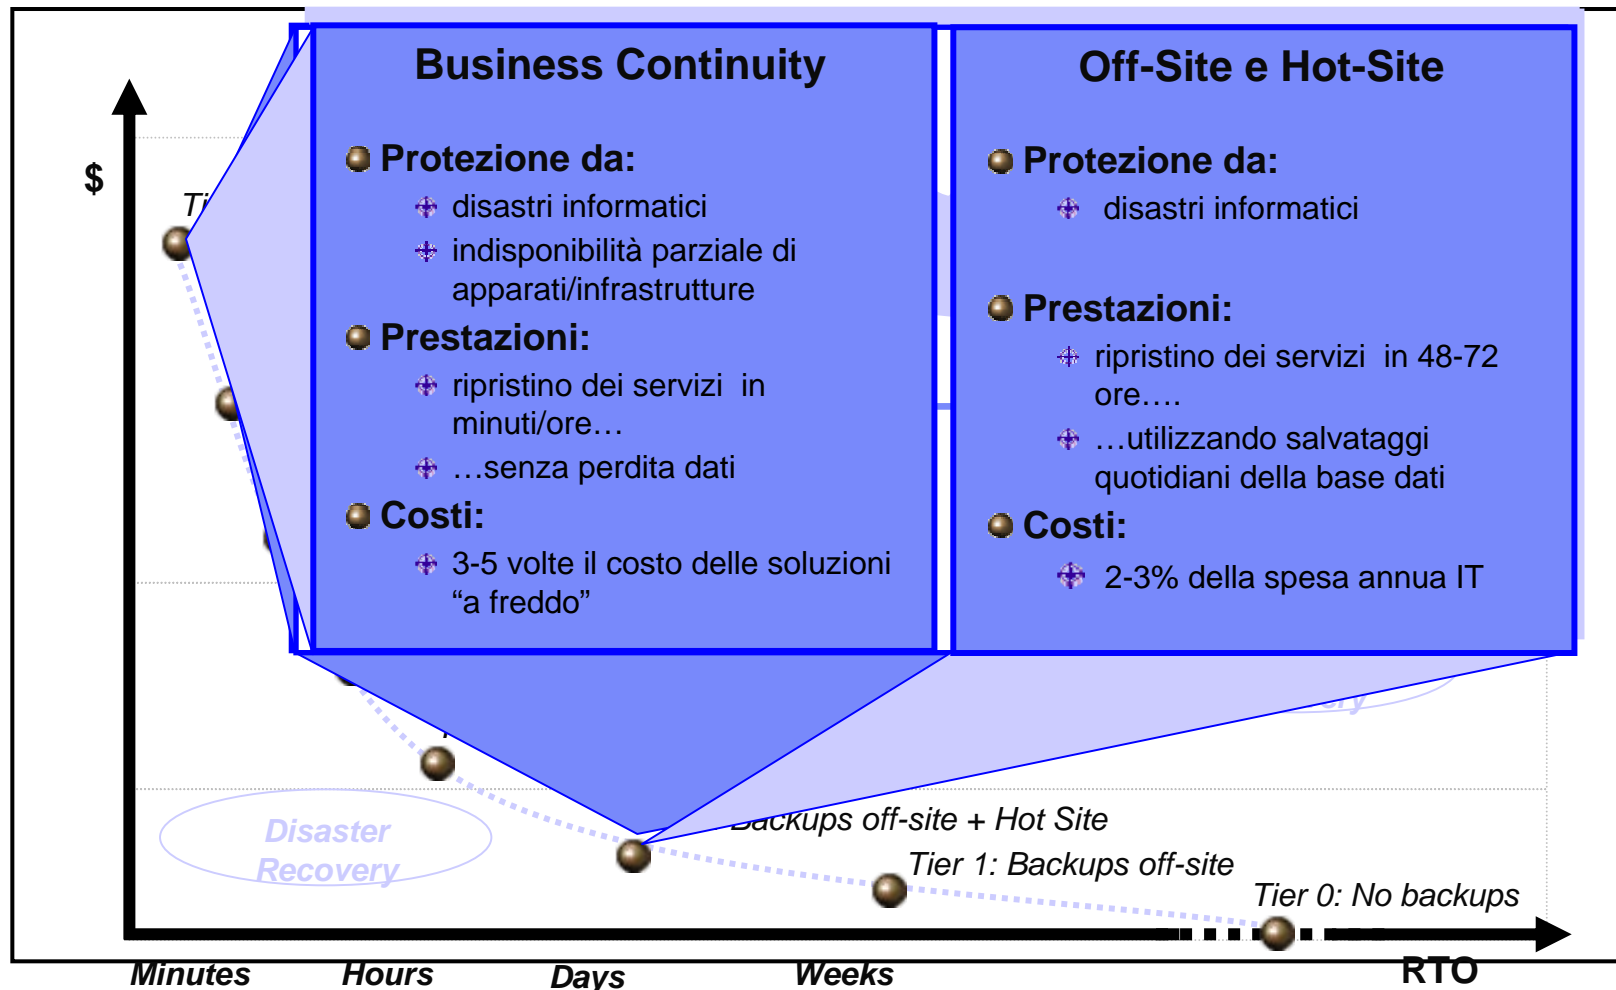 Business Continuity
Protezione da:
disastri informatici
indisponibilità parziale di
apparati/infrastrutture
Prestazioni:
ripristino dei servizi in
minuti/ore…
…senza perdita dati
Costi:
3-5 volte il costo delle soluzioni
“a freddo”
Off-Site e Hot-Site
Protezione da:
disastri informatici
Prestazioni:
ripristino dei servizi in 48-72
ore….
…utilizzando salvataggi
quotidiani della base dati
Costi:
2-3% della spesa annua IT
$
Disaster
Recovery
Backups off-site + Hot Site
Tier 1: Backups off-site
Tier 0: No backups
Minutes
Hours
Days
Weeks
RTO